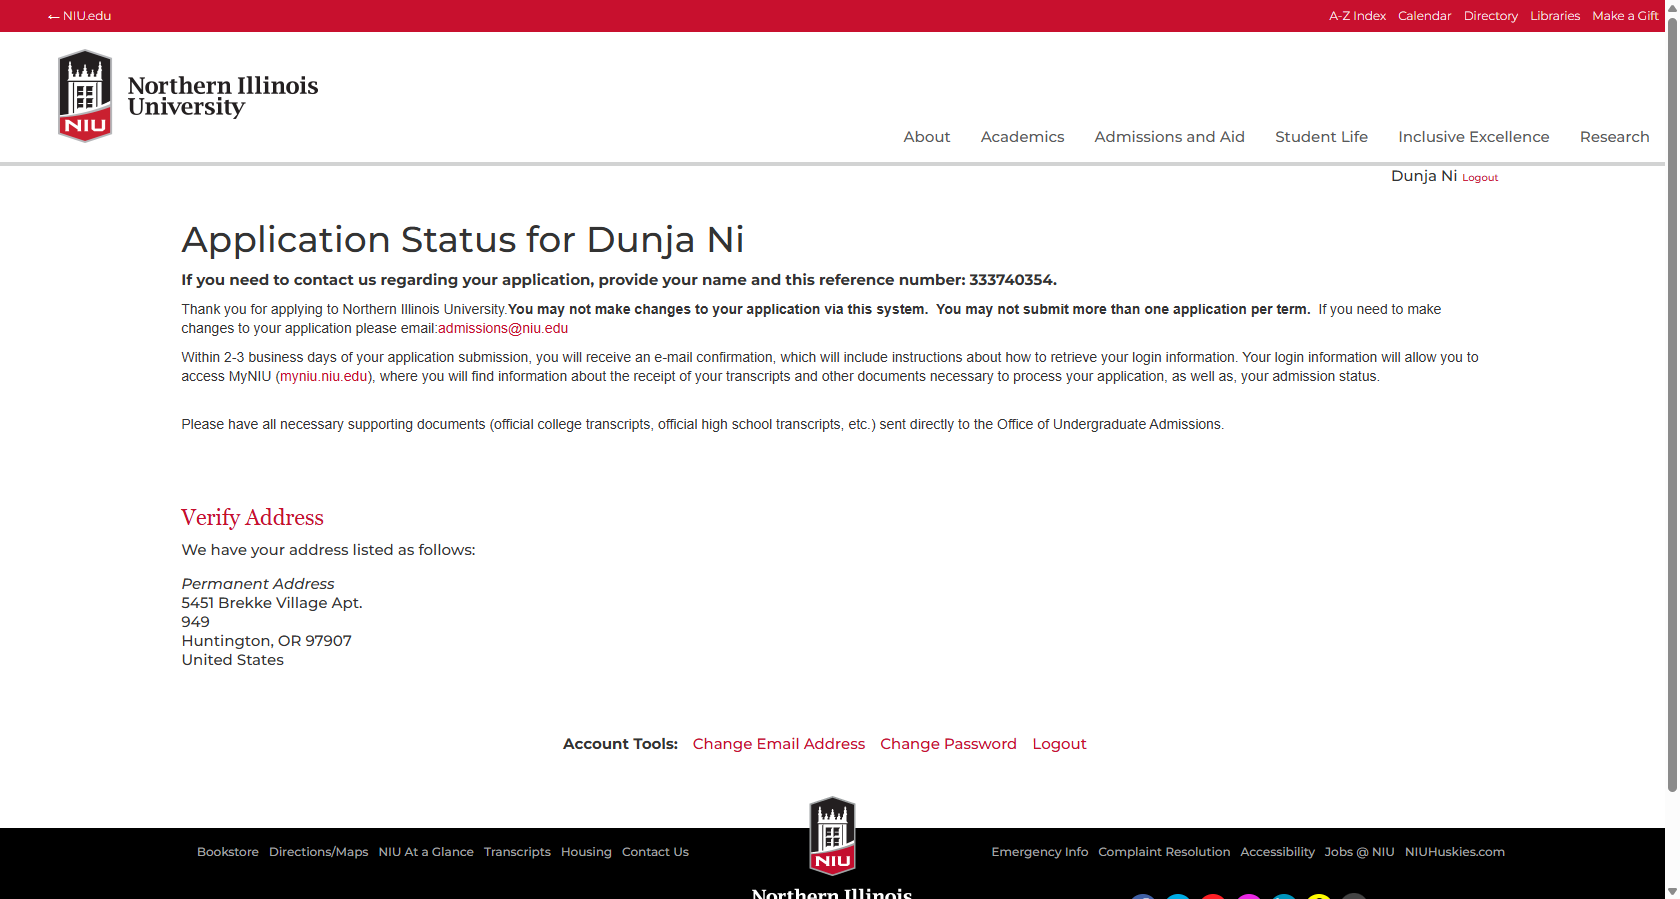 ← NIU.edu
A-Z Index Calendar Directory Libraries Make a Gift
Northern Illinois
University
NIU
About Academics Admissions and Aid Student Life Inclusive Excellence Research
Dunja Ni Logout
Application Status for Dunja Ni
If you need to contact us regarding your application, provide your name and this reference number: 333740354.
Thank you for applying to Northern Illinois University.You may not make changes to your application via this system. You may not submit more than one application per term. If you need to make
changes to your application please email:admissions@niu.edu
Within 2-3 business days of your application submission, you will receive an e-mail confirmation, which will include instructions about how to retrieve your login information. Your login information will allow you to
access MyNIU (myniu.niu.edu), where you will find information about the receipt of your transcripts and other documents necessary to process your application, as well as, your admission status.
Please have all necessary supporting documents (official college transcripts, official high school transcripts, etc.) sent directly to the Office of Undergraduate Admissions.
Verify Address
We have your address listed as follows:
Permanent Address
5451 Brekke Village Apt.
949
Huntington, OR 97907
United States
Account Tools: Change Email Address Change Password Logout
Bookstore Directions/Maps NIU At a Glance Transcripts Housing Contact Us
NIU
Northern Illinois
Emergency Info Complaint Resolution Accessibility Jobs @ NIU NIUHuskies.com